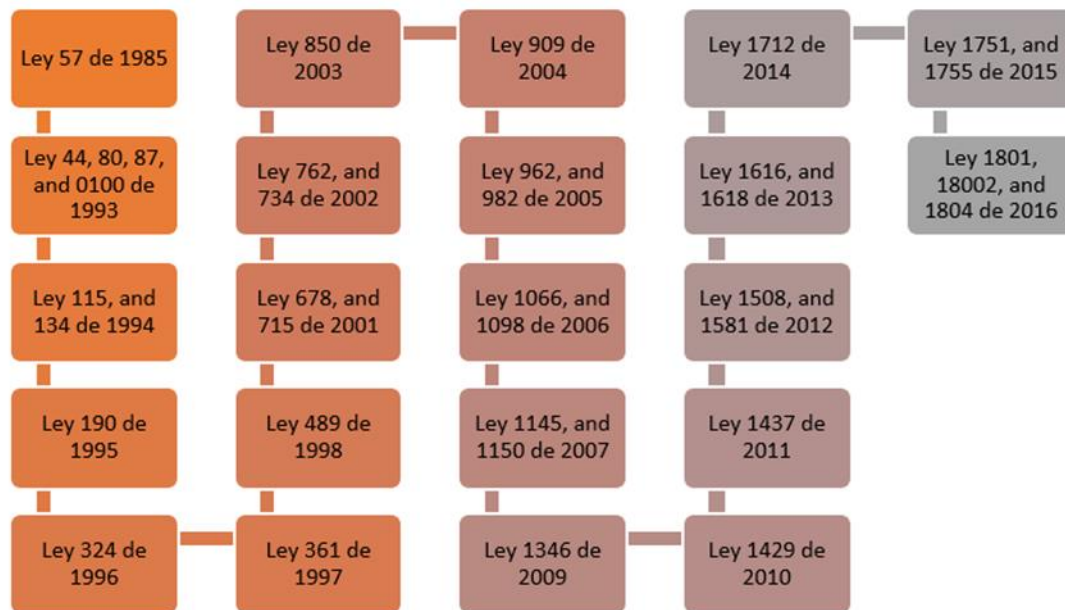 Ley 57 de 1985
Ley 44, 80, 87,
and 0100 de
1993
Ley 115, and
134 de 1994
Ley 190 de
1995
Ley 324 de
1996
Ley 361 de
1997
Ley 489 de
1998
Ley 678, and
715 de 2001
Ley 762, and
734 de 2002
Ley 850 de
2003
Ley 909 de
2004
Ley 962, and
982 de 2005
Ley 1066, and
1098 de 2006
Ley 1145, and
1150 de 2007
Ley 1346 de
2009
Ley 1429 de
2010
Ley 1437 de
2011
Ley 1508, and
1581 de 2012
Ley 1616, and
1618 de 2013
Ley 1712 de
2014
Ley 1751, and
1755 de 2015
Ley 1801,
18002, and
1804 de 2016